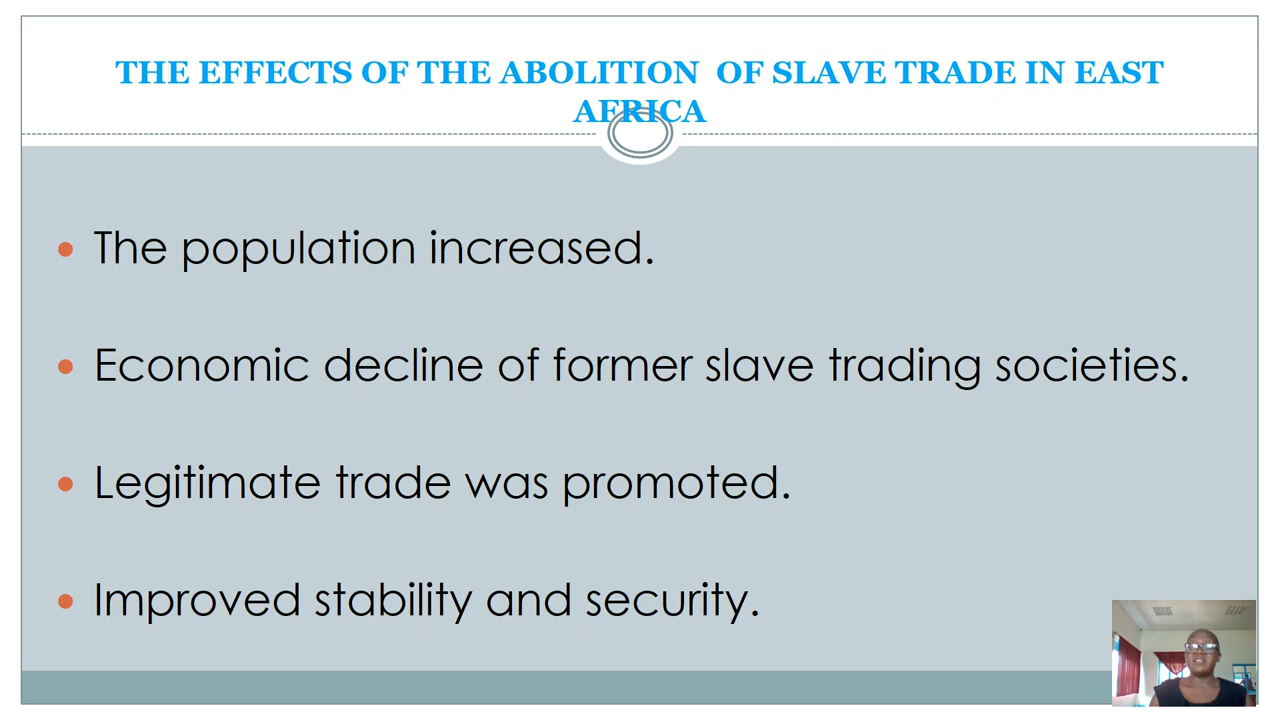 THE EFFECTS OF THE ABOLITION OF SLAVE TRADE IN EAST
AFRICA
• The population increased.
• Economic decline of former slave trading societies.
• Legitimate trade was promoted.
• Improved stability and security.